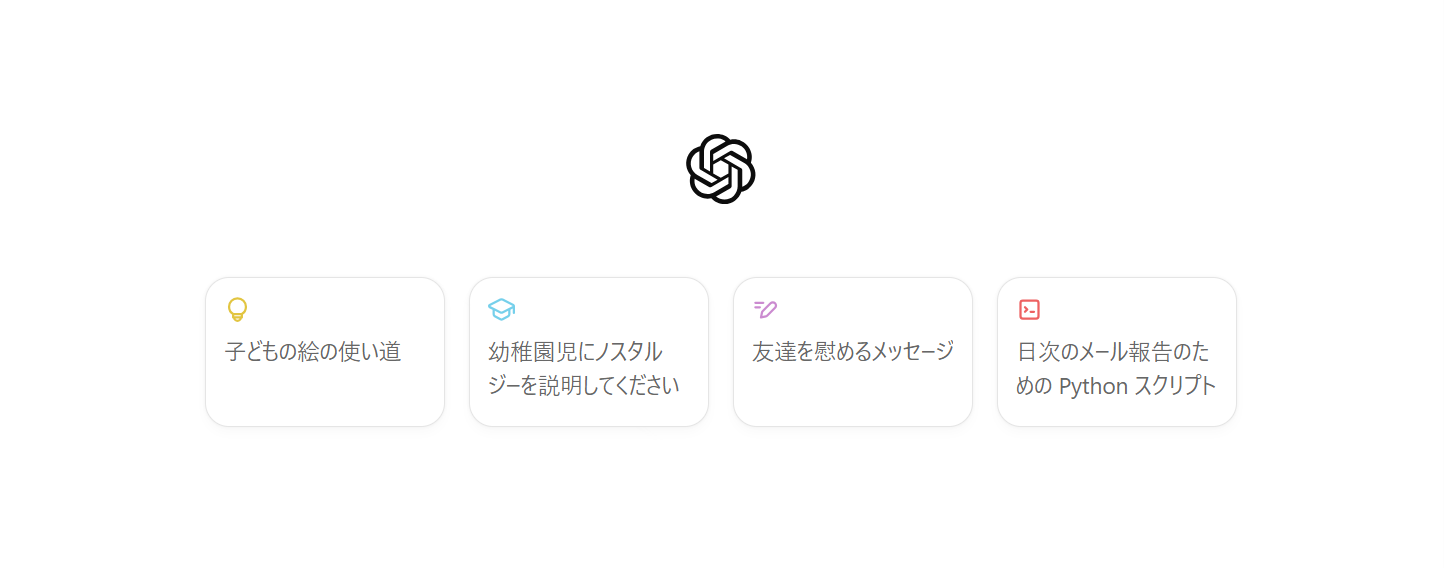 子どもの絵の使い道
幼稚園児にノスタル
ジーを説明してください
友達を慰めるメッセージ
日次のメール報告のた
めの Python スクリプト